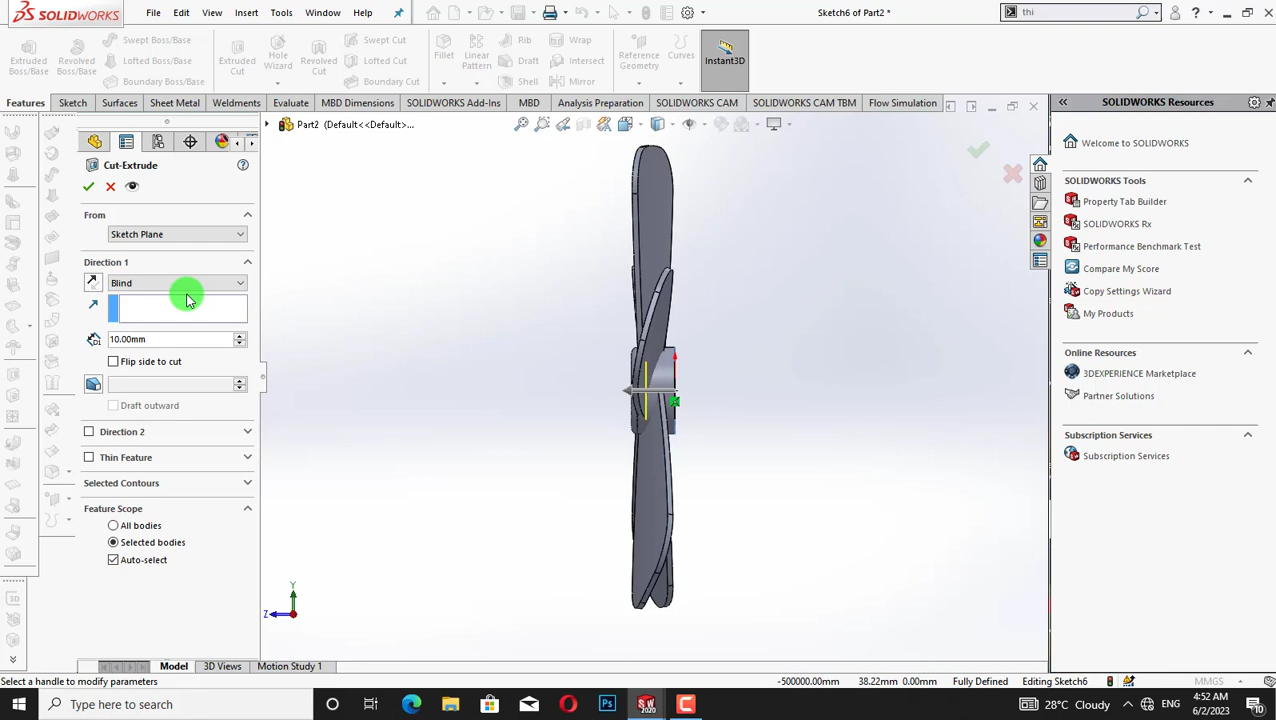 SOLIDWORKS
File Edit View Insert Tools Window Help
Sketch6 of Part2 *
thi
Extruded Boss/Base
Revolved Boss/Base
Swept Boss/Base
Lofted Boss/Base
Boundary Boss/Base
Extruded Cut
Hole Wizard
Revolved Cut
Swept Cut
Lofted Cut
Boundary Cut
Fillet
Linear Pattern
Rib
Draft
Shell
Wrap
Intersect
Mirror
Reference Geometry
Curves
Instant3D
Features Sketch Surfaces Sheet Metal Weldments Evaluate MBD Dimensions SOLIDWORKS Add-Ins MBD Analysis Preparation SOLIDWORKS CAM SOLIDWORKS CAM TBM Flow Simulation
Part2 (Default<<Default>...
Cut-Extrude
From
Sketch Plane
Direction 1
Blind
D1
10.00mm
Flip side to cut
Draft outward
Direction 2
Thin Feature
Selected Contours
Feature Scope
All bodies
Selected bodies
Auto-select
Y
Z
SOLIDWORKS Resources
Welcome to SOLIDWORKS
SOLIDWORKS Tools
Property Tab Builder
SOLIDWORKS Rx
Performance Benchmark Test
Compare My Score
Copy Settings Wizard
My Products
Online Resources
3DEXPERIENCE Marketplace
Partner Solutions
Subscription Services
Subscription Services
Model 3D Views Motion Study 1
Select a handle to modify parameters
-500000.00mm 38.22mm 0.00mm Fully Defined Editing Sketch6 MMGS
Type here to search
Ps
SW
2020
C
28°C Cloudy
ENG
4:52 AM
6/2/2023